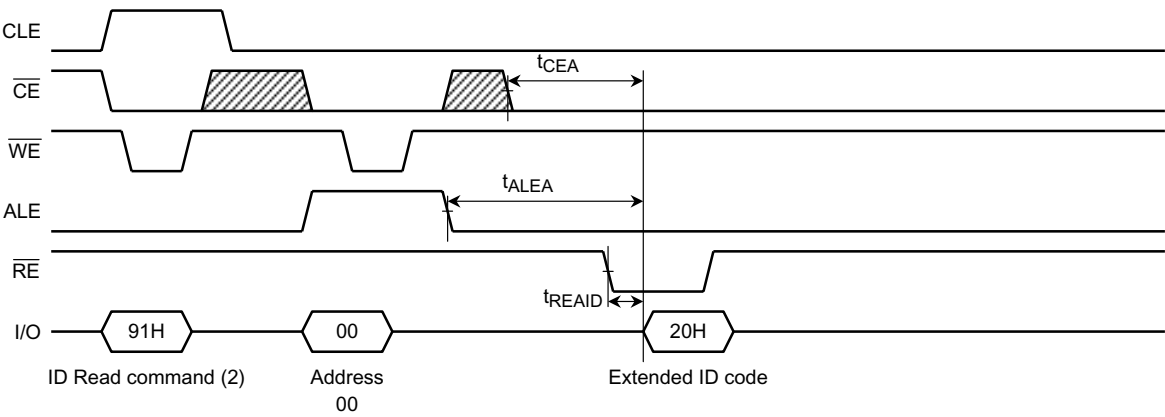 CLE
tCEA
CE
WE
tALEA
ALE
RE
tREAID
I/O 91H 00 20H
ID Read command (2) Address Extended ID code
00